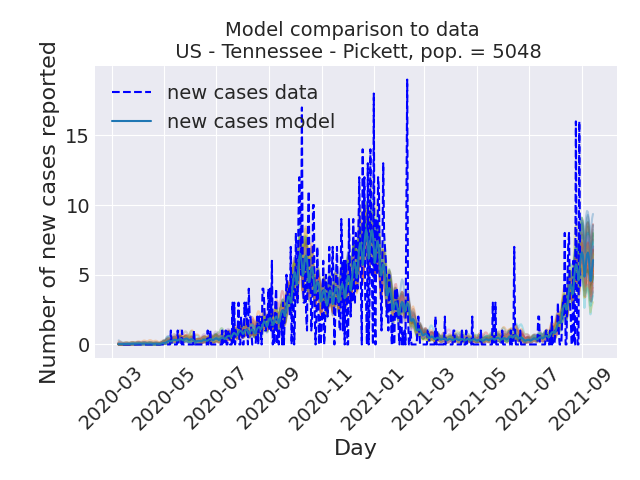 Model comparison to data
US - Tennessee - Pickett, pop. = 5048
new cases data
new cases model
Number of new cases reported
15
10
5
0
2020-03
2020-05
2020-07
2020-09
2020-11
2021-01
2021-03
2021-05
2021-07
2021-09
Day